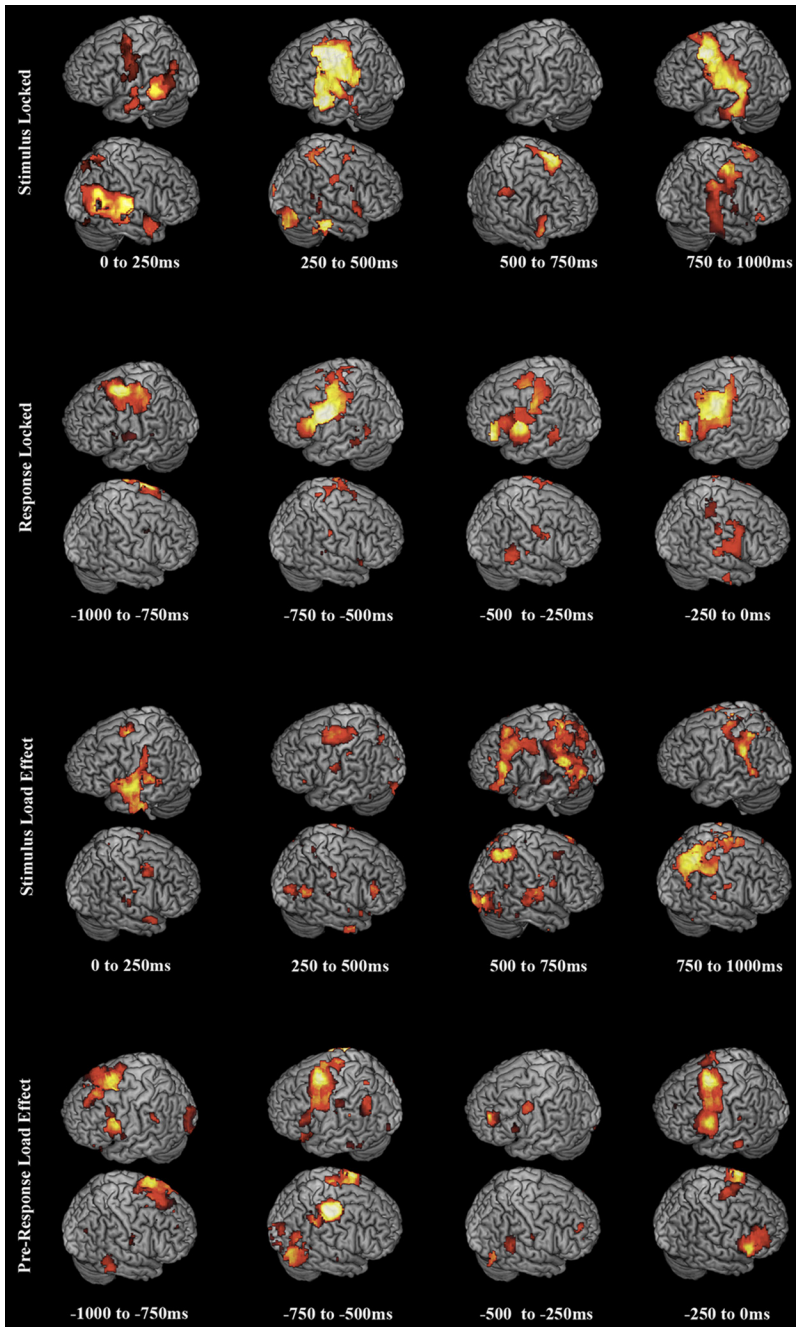 Stimulus Locked
0 to 250ms
250 to 500ms
500 to 750ms
750 to 1000ms
Response Locked
-1000 to -750ms
-750 to -500ms
-500 to -250ms
-250 to 0ms
Stimulus Load Effect
0 to 250ms
250 to 500ms
500 to 750ms
750 to 1000ms
Pre-Response Load Effect
-1000 to -750ms
-750 to -500ms
-500 to -250ms
-250 to 0ms